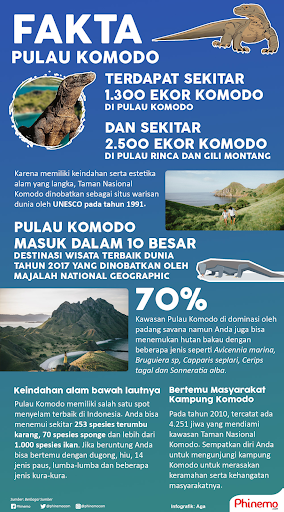 FAKTA
PULAU KOMODO
TERDAPAT SEKITAR
1.300 EKOR KOMODO
DI PULAU KOMODO
DAN SEKITAR
2.500 EKOR KOMODO
DI PULAU RINCA DAN GILI MONTANG
Karena memiliki keindahan serta estetika
alam yang langka, Taman Nasional
Komodo dinobatkan sebagai situs warisan
dunia oleh UNESCO pada tahun 1991.
PULAU KOMODO
MASUK DALAM 10 BESAR
DESTINASI WISATA TERBAIK DUNIA
TAHUN 2017 YANG DINOBATKAN OLEH
MAJALAH NATIONAL GEOGRAPHIC
70%
Kawasan Pulau Komodo di dominasi oleh
padang savana namun Anda juga bisa
menemukan hutan bakau dengan
beberapa jenis seperti Avicennia marina,
Bruguiera sp, Capparis seplari, Cerips
tagal dan Sonneratia alba.
Keindahan alam bawah lautnya
Pulau Komodo memiliki salah satu spot
menyelam terbaik di Indonesia. Anda bisa
menemui sekitar 253 spesies terumbu
karang, 70 spesies sponge dan lebih dari
1.000 spesies ikan. Jika beruntung Anda
bisa bertemu dengan dugong, hiu, 14
jenis paus, lumba-lumba dan beberapa
jenis kura-kura.
Bertemu Masyarakat
Kampung Komodo
Pada tahun 2010, tercatat ada
4.251 jiwa yang mendiami
kawasan Taman Nasional
Komodo. Sempatkan diri Anda
untuk mengunjungi kampung
Komodo untuk merasakan
keramahan serta kehangatan
masyarakatnya.
Sumber: Berbagai Sumber
Phinemo
@phinemocom
@phinemocom
Infografik : Aga
Phinemo